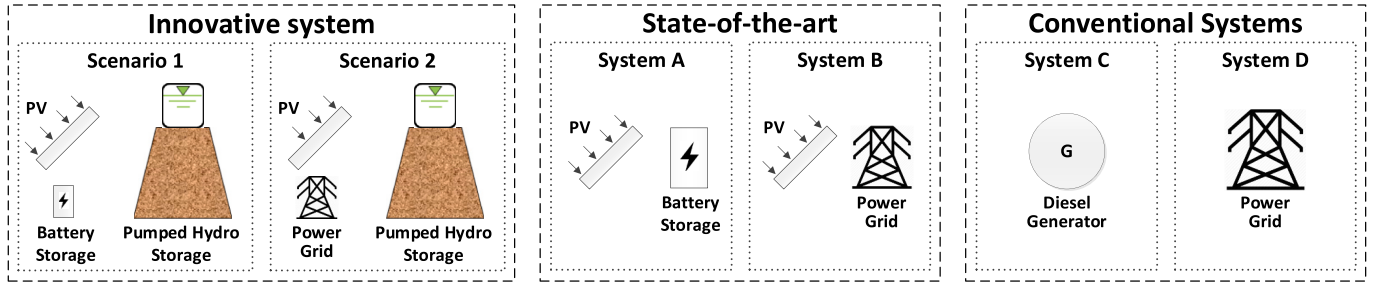 Innovative system
Scenario 1
PV
Battery
Storage
Pumped Hydro
Storage
Scenario 2
PV
Power
Grid
Pumped Hydro
Storage
State-of-the-art
System A
PV
Battery
Storage
System B
PV
Power
Grid
Conventional Systems
System C
G
Diesel
Generator
System D
Power
Grid